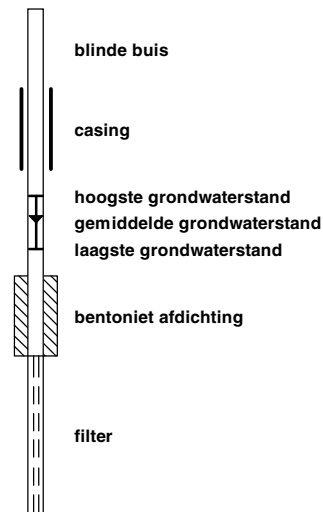 blinde buis
casing
hoogste grondwaterstand
gemiddelde grondwaterstand
laagste grondwaterstand
bentoniet afdichting
filter